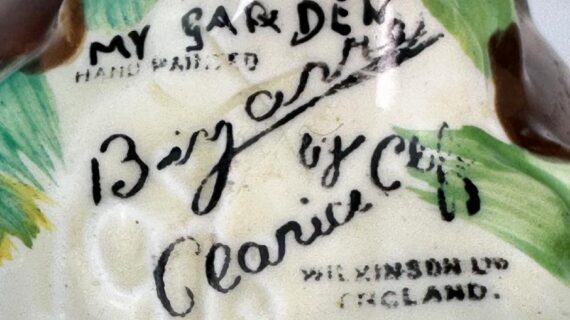 MY GARDEN
HAND PAINTED
Bizarre
by
Clarice Cliff
WILKINSON LTD
ENGLAND.